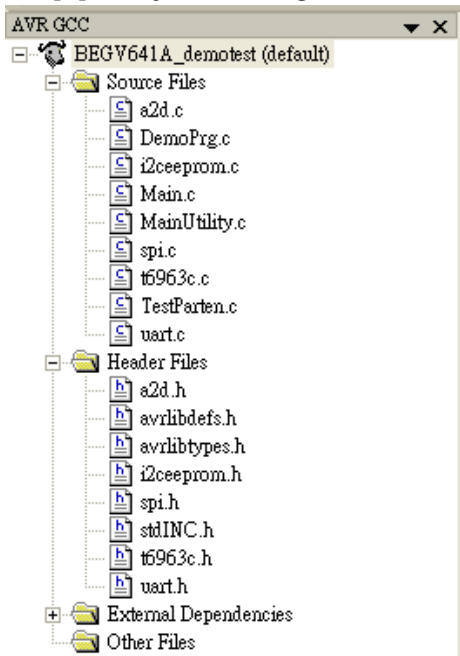 AVR GCC
BEGV641A_demotest (default)
Source Files
a2d.c
DemoPrg.c
i2ceeprom.c
Main.c
MainUtility.c
spi.c
t6963c.c
TestParten.c
uart.c
Header Files
a2d.h
avrlibdefs.h
avrlibtypes.h
i2ceeprom.h
spi.h
stdINC.h
t6963c.h
uart.h
External Dependencies
Other Files